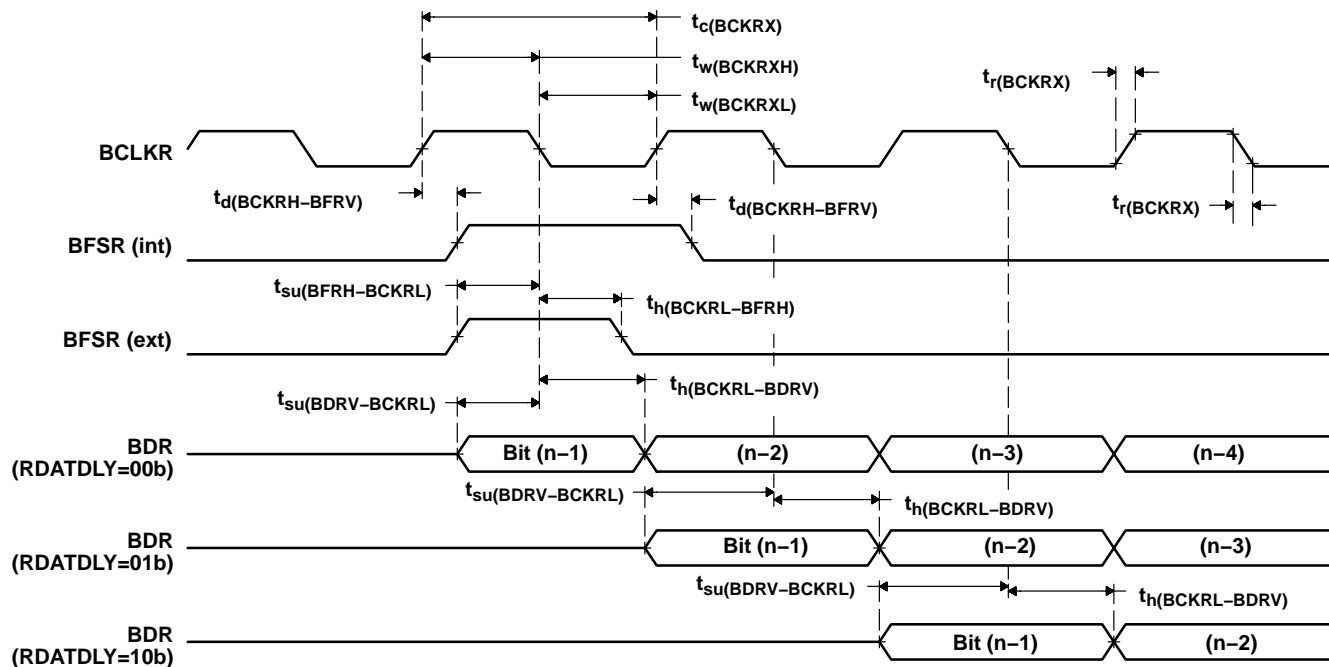 tc(BCKRX)
tw(BCKRXH)
tr(BCKRX)
tw(BCKRXL)
BCLKR
td(BCKRH−BFRV)
td(BCKRH−BFRV)
tr(BCKRX)
BFSR (int)
tsu(BFRH−BCKRL)
th(BCKRL−BFRH)
BFSR (ext)
th(BCKRL−BDRV)
tsu(BDRV−BCKRL)
BDR
(RDATDLY=00b)
Bit (n−1)
(n−2)
(n−3)
(n−4)
tsu(BDRV−BCKRL)
th(BCKRL−BDRV)
BDR
(RDATDLY=01b)
Bit (n−1)
(n−2)
(n−3)
tsu(BDRV−BCKRL)
th(BCKRL−BDRV)
BDR
(RDATDLY=10b)
Bit (n−1)
(n−2)